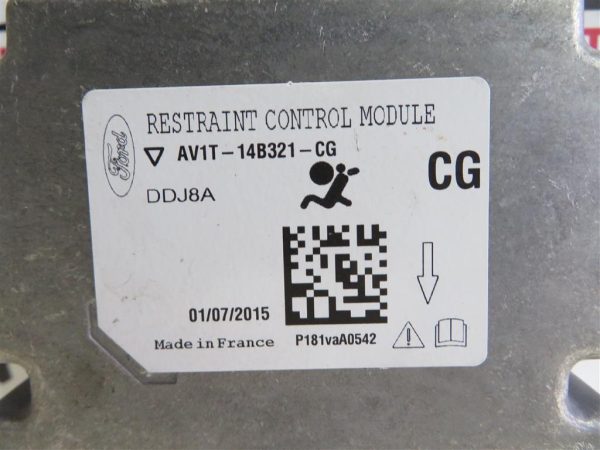 Ford
RESTRAINT CONTROL MODULE
AV1T-14B321-CG
CG
DDJ8A
01/07/2015
Made in France
P181vaA0542